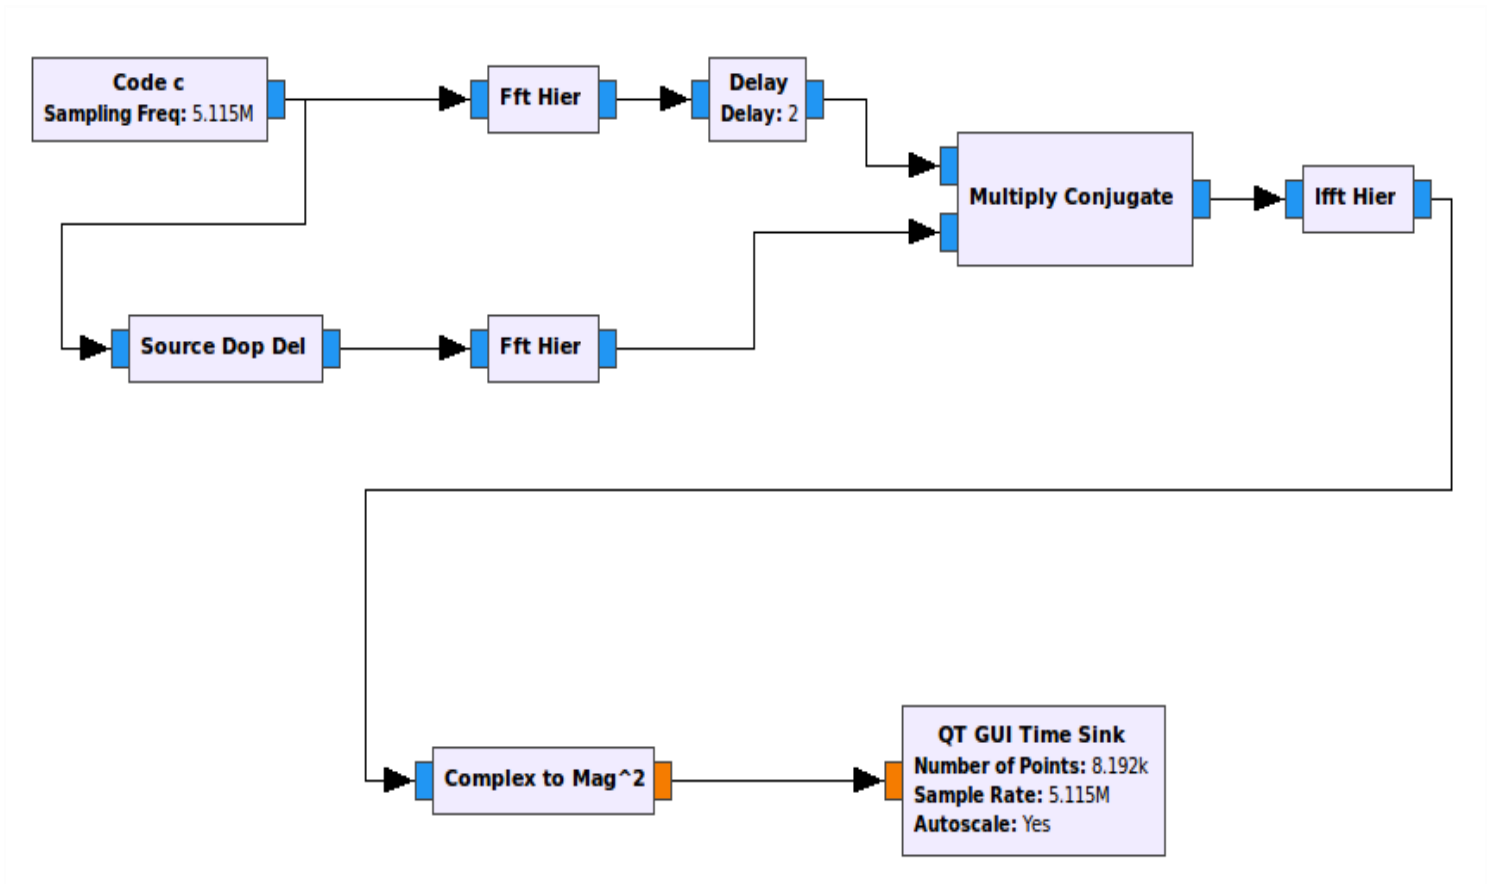 Code c
Sampling Freq: 5.115M
Fft Hier
Delay
Delay: 2
Multiply Conjugate
Ifft Hier
Source Dop Del
Fft Hier
Complex to Mag^2
QT GUI Time Sink
Number of Points: 8.192k
Sample Rate: 5.115M
Autoscale: Yes